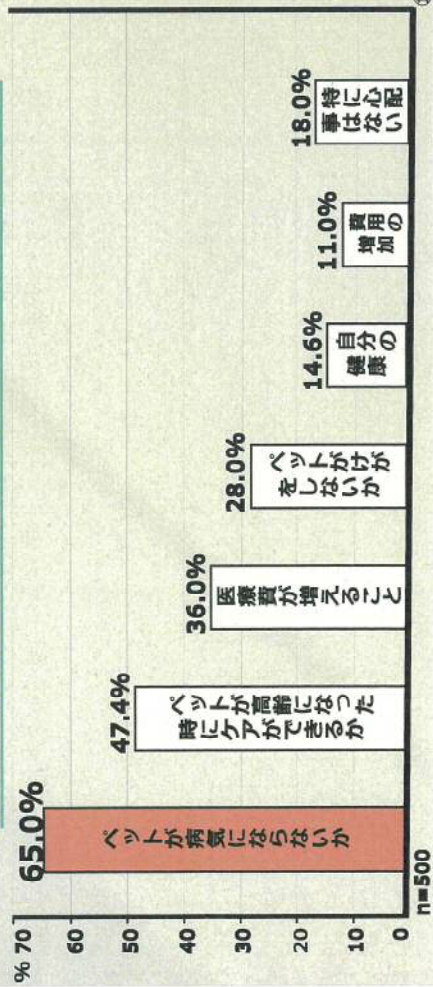 % 70
60
50
40
30
20
10
0
n=500
65.0%
ペットが病気にならないか
47.4%
ペットが高齢になった
時にケアができるか
36.0%
医療費が増えること
28.0%
ペットがけが
をしないか
14.6%
自分の
健康
11.0%
費用の
増加
18.0%
特に心配
事はない